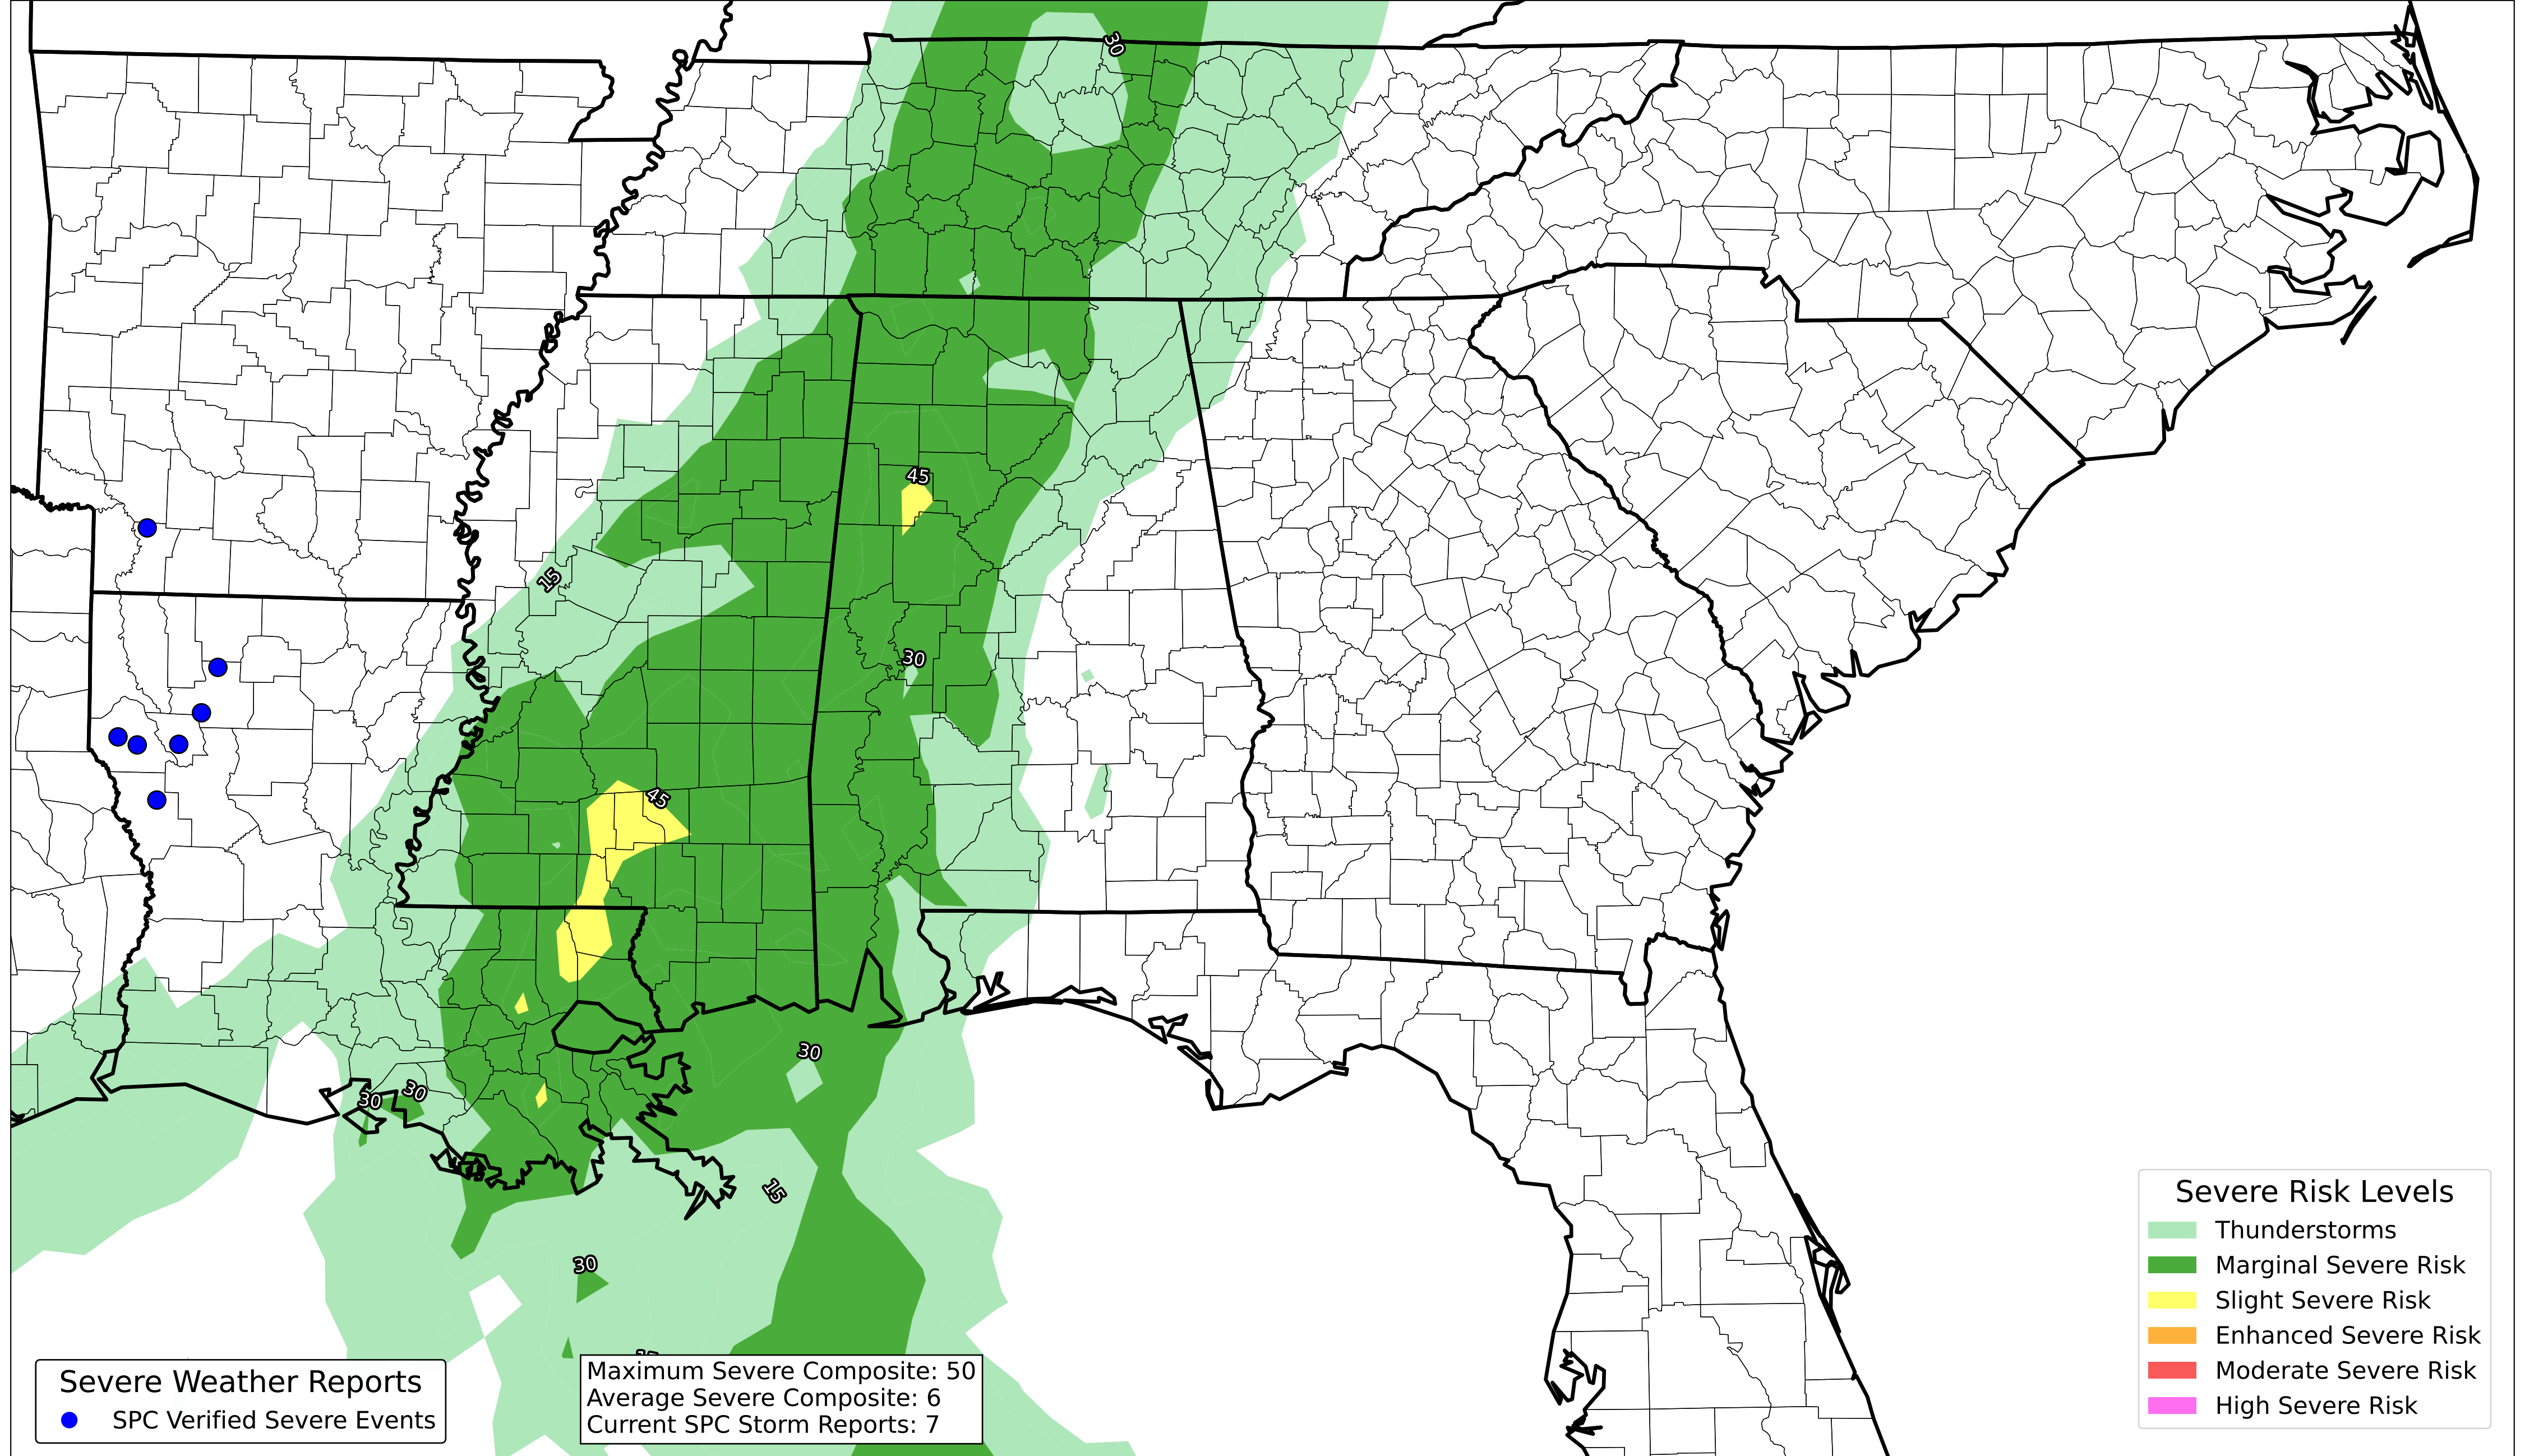 30
45
15
30
45
30
30
30
15
30
Severe Risk Levels
Thunderstorms
Marginal Severe Risk
Slight Severe Risk
Enhanced Severe Risk
Moderate Severe Risk
High Severe Risk
Severe Weather Reports
SPC Verified Severe Events
Maximum Severe Composite: 50
Average Severe Composite: 6
Current SPC Storm Reports: 7